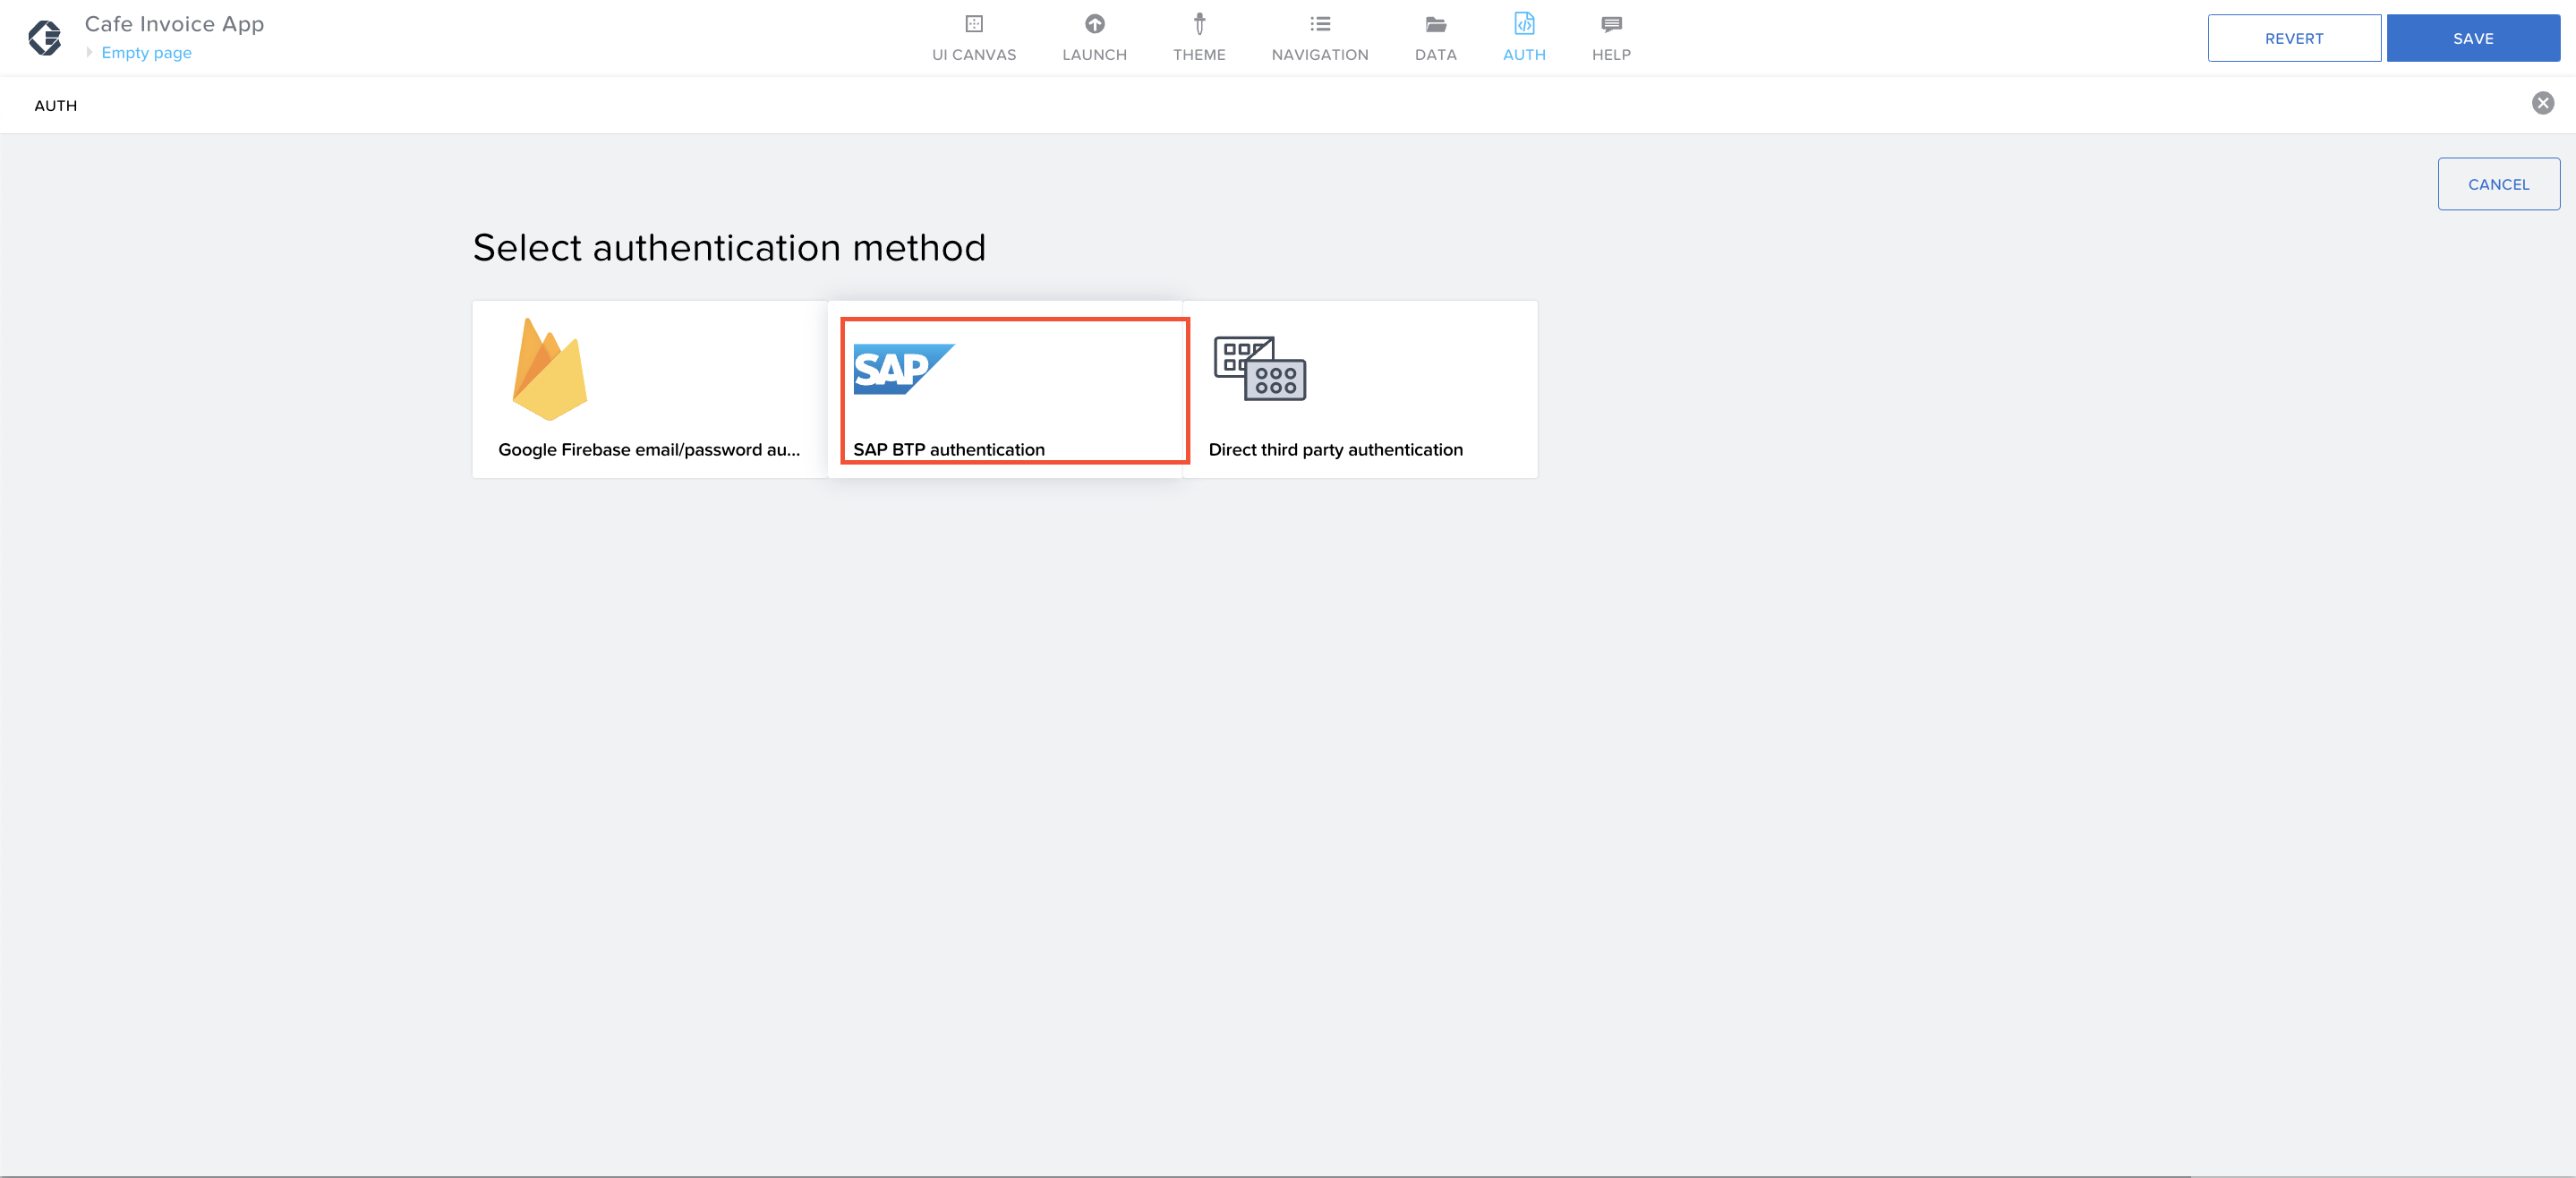 Cafe Invoice App
Empty page
UI CANVAS
LAUNCH
THEME
NAVIGATION
DATA
AUTH
HELP
REVERT
SAVE
AUTH
CANCEL
Select authentication method
SAP
Google Firebase email/password au...
SAP BTP authentication
Direct third party authentication